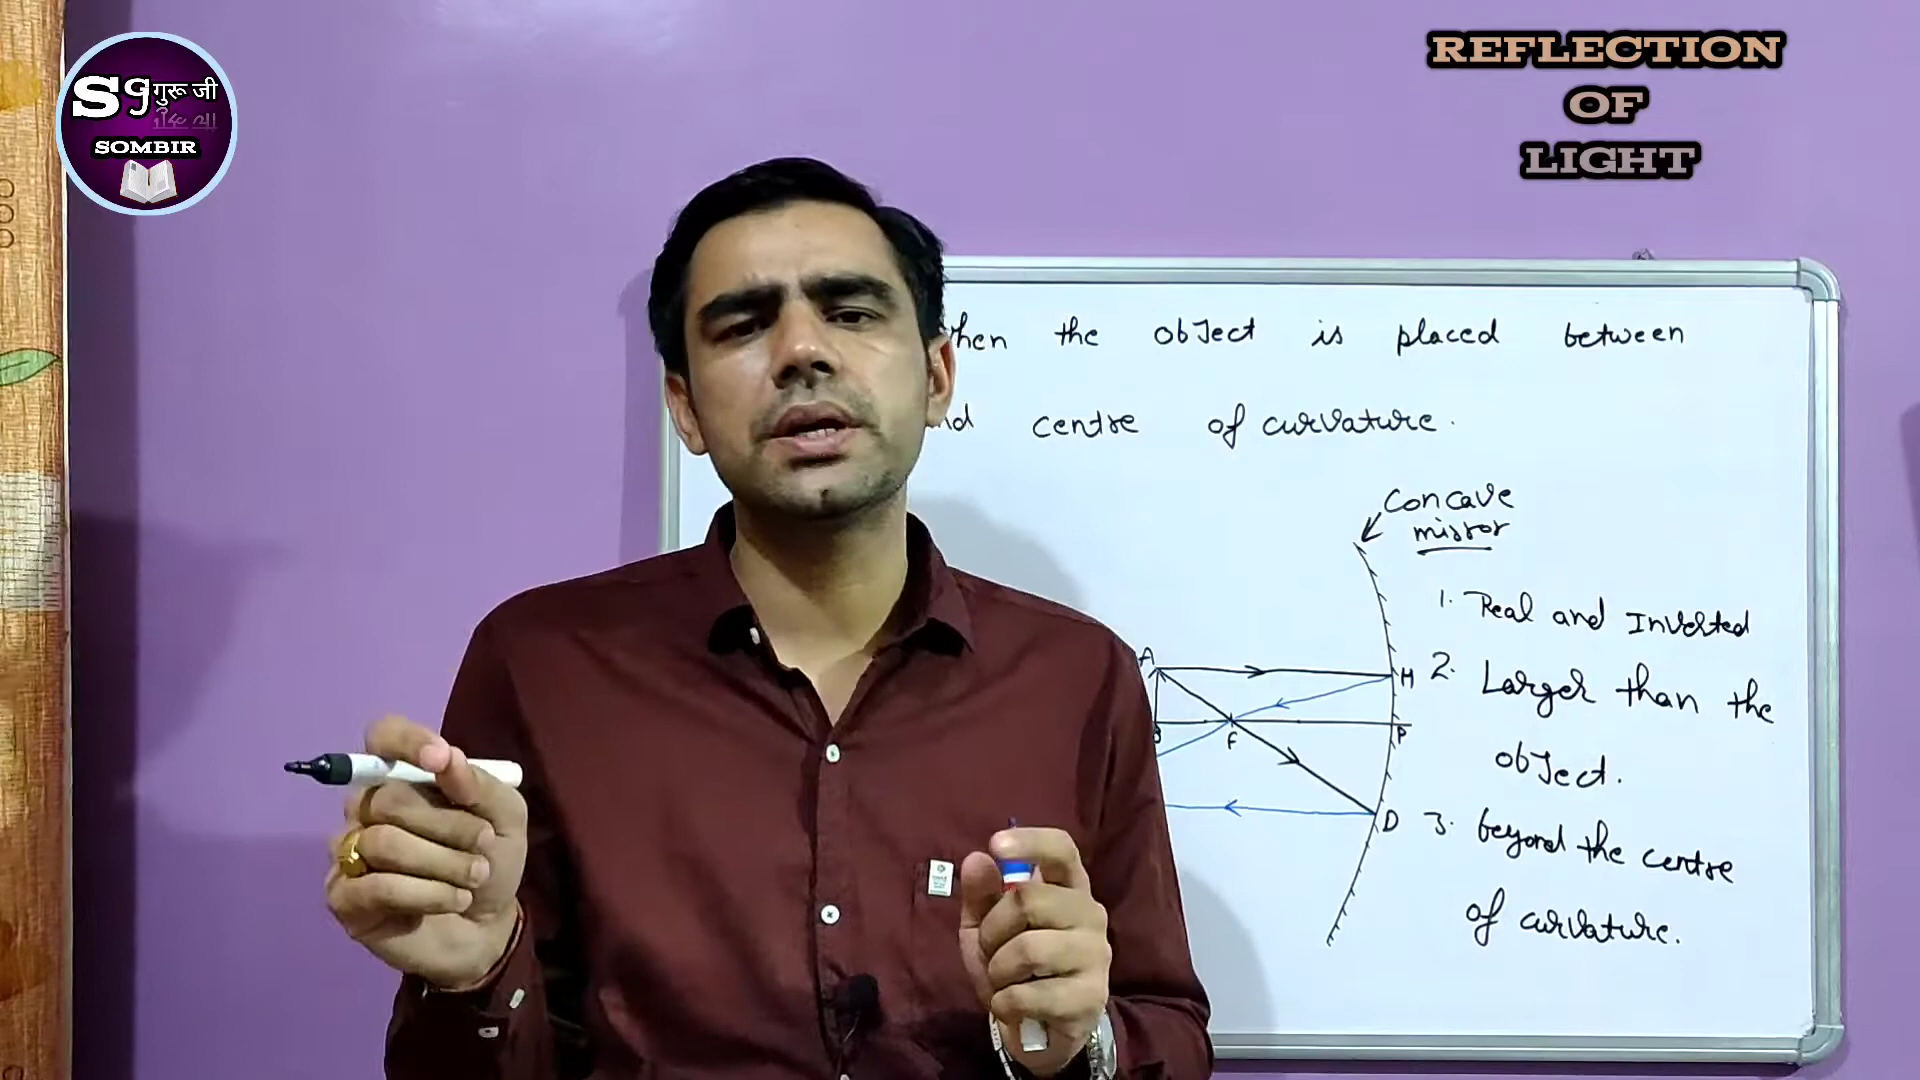 Sg गुरू जी
SOMBIR
REFLECTION
OF
LIGHT
hen the obJect is placed between
nd centre of curvature.
Concave
mirror
1. Real and Inverted
2. Larger than the
obJect.
3. beyond the centre
of curvature.
A
H
B
F
P
D